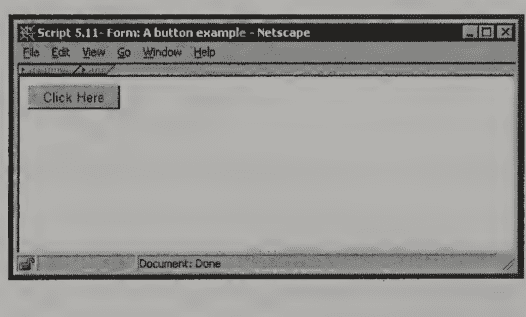 Script 5.11- Form: A button example - Netscape
File Edit View Go Window Help
Click Here
Document: Done